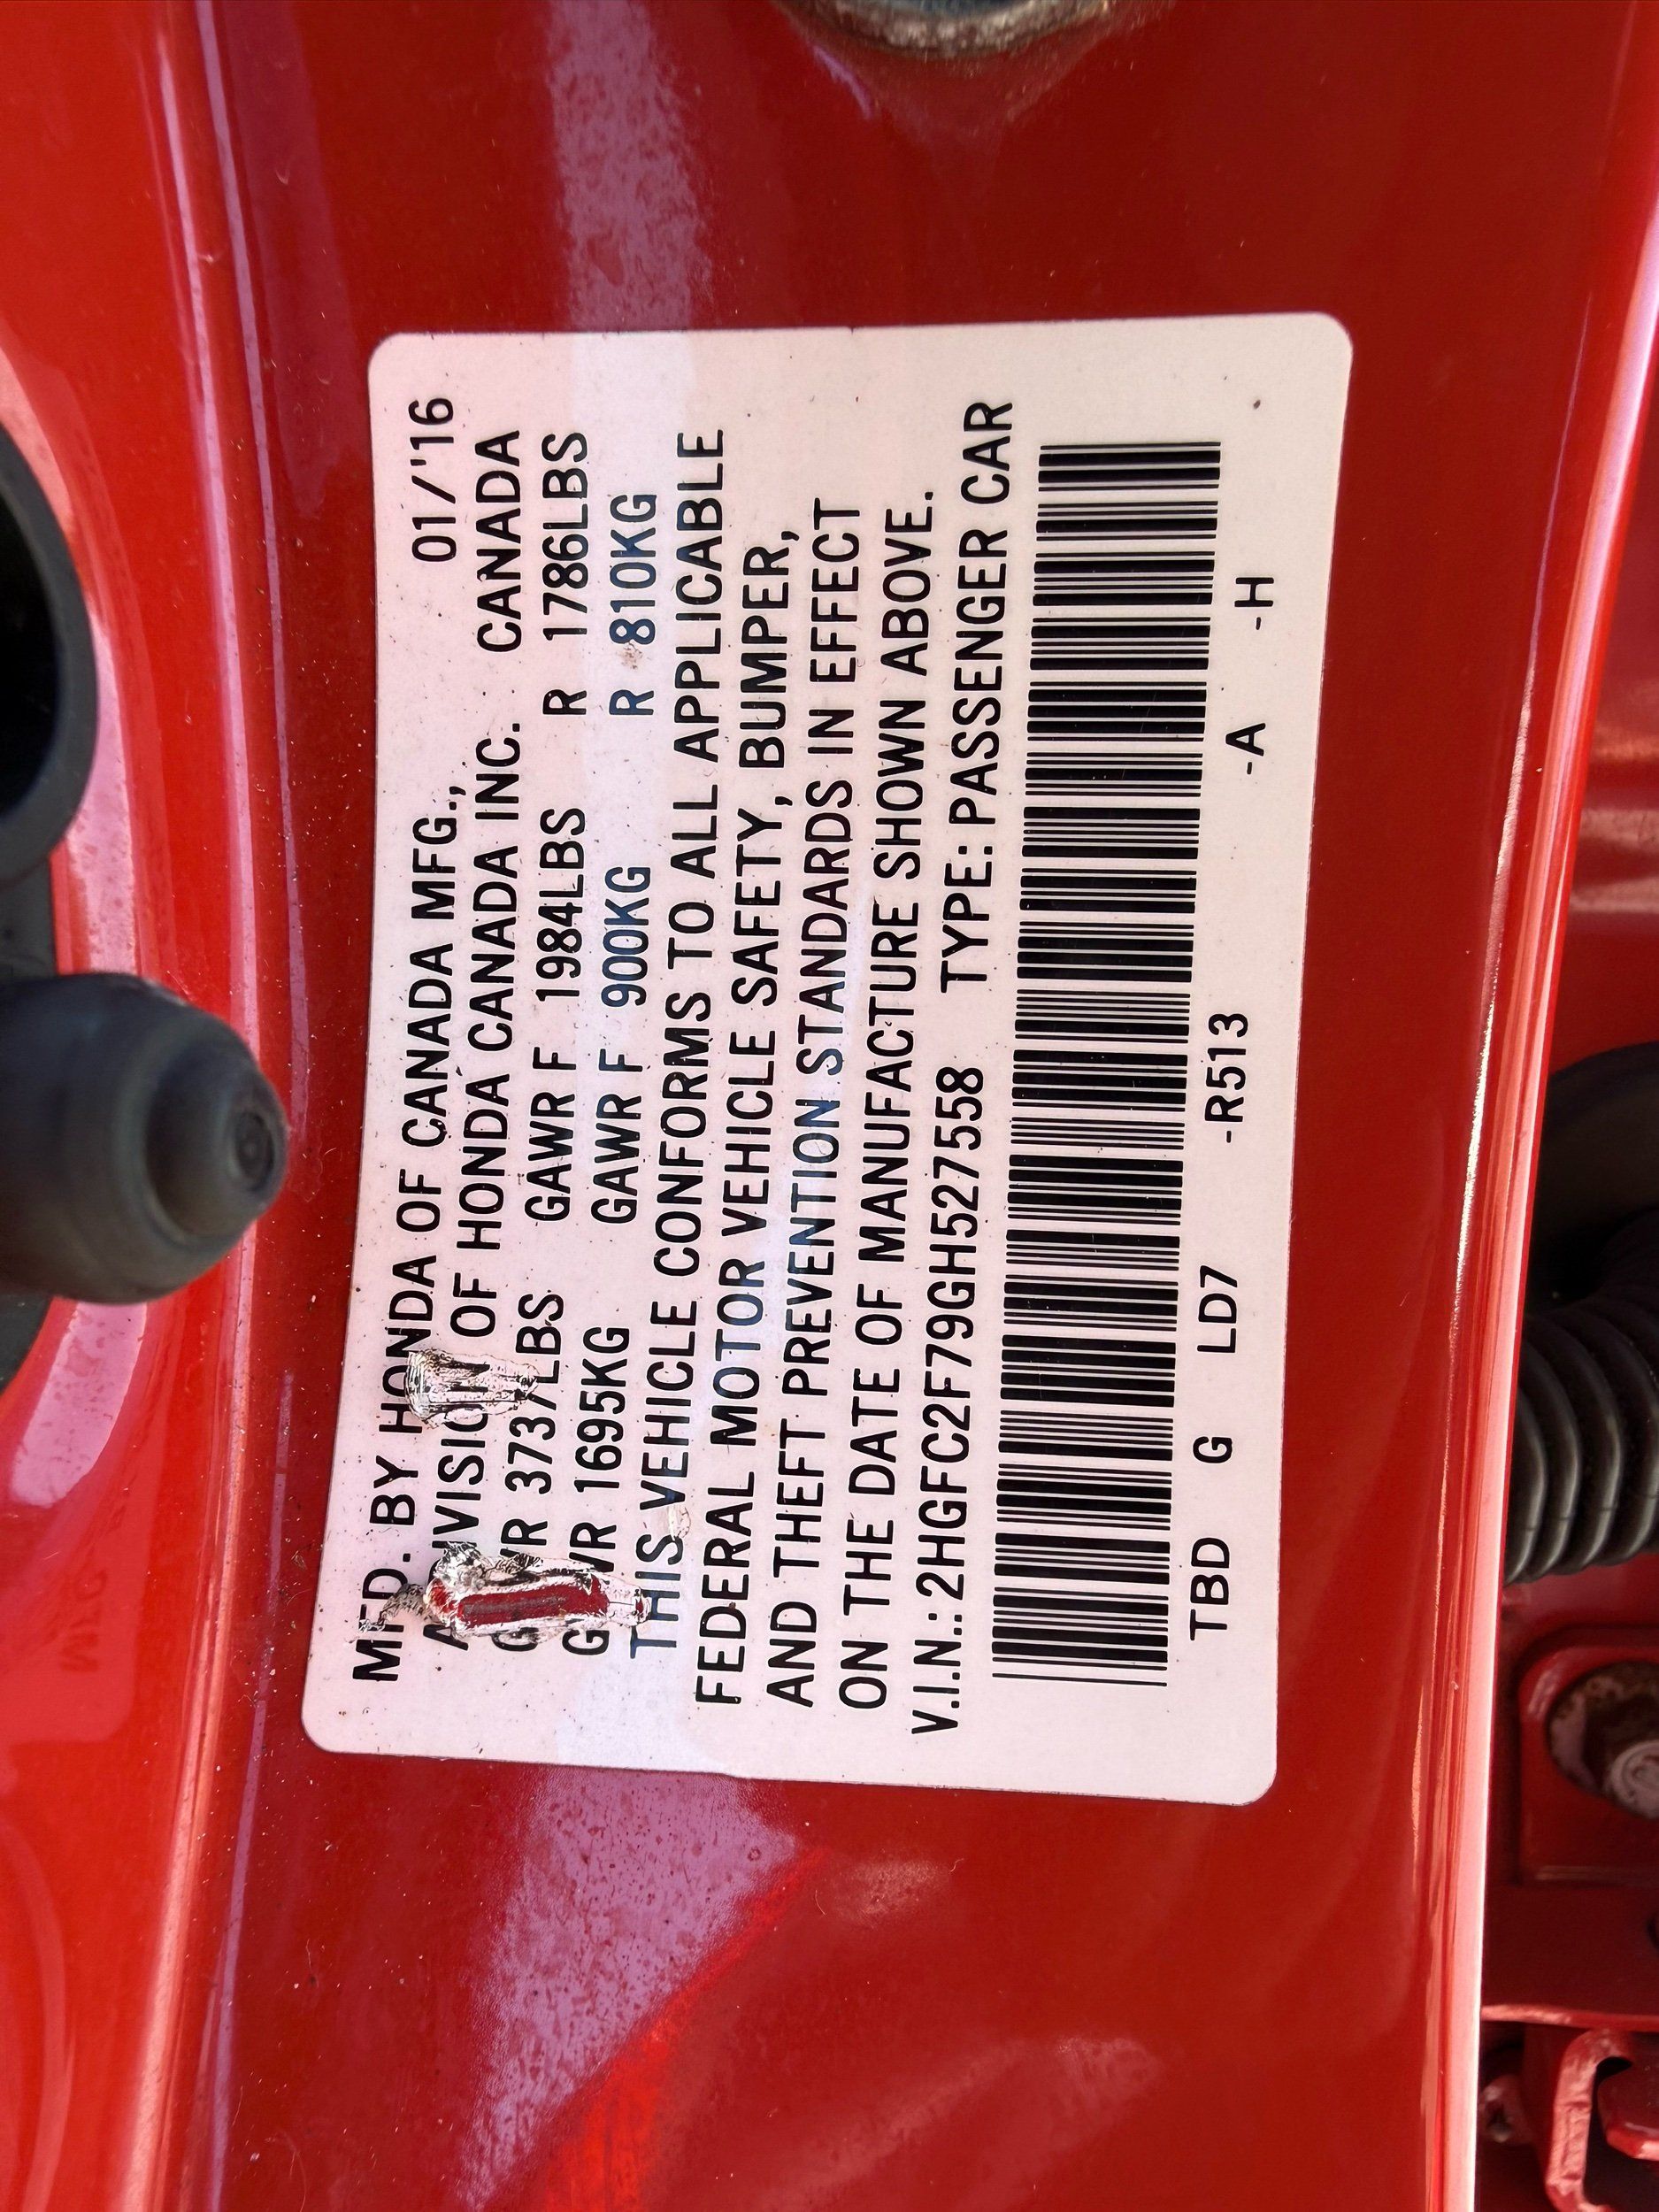 MFD. BY HONDA OF CANADA MFG., 01/'16
A DIVISION OF HONDA CANADA INC. CANADA
GVWR 3737LBS GAWR F 1984LBS R 1786LBS
GVWR 1695KG GAWR F 900KG R 810KG
THIS VEHICLE CONFORMS TO ALL APPLICABLE
FEDERAL MOTOR VEHICLE SAFETY, BUMPER,
AND THEFT PREVENTION STANDARDS IN EFFECT
ON THE DATE OF MANUFACTURE SHOWN ABOVE.
V.I.N.: 2HGFC2F79GH527558 TYPE: PASSENGER CAR
TBD G LD7 -R513 -A -H